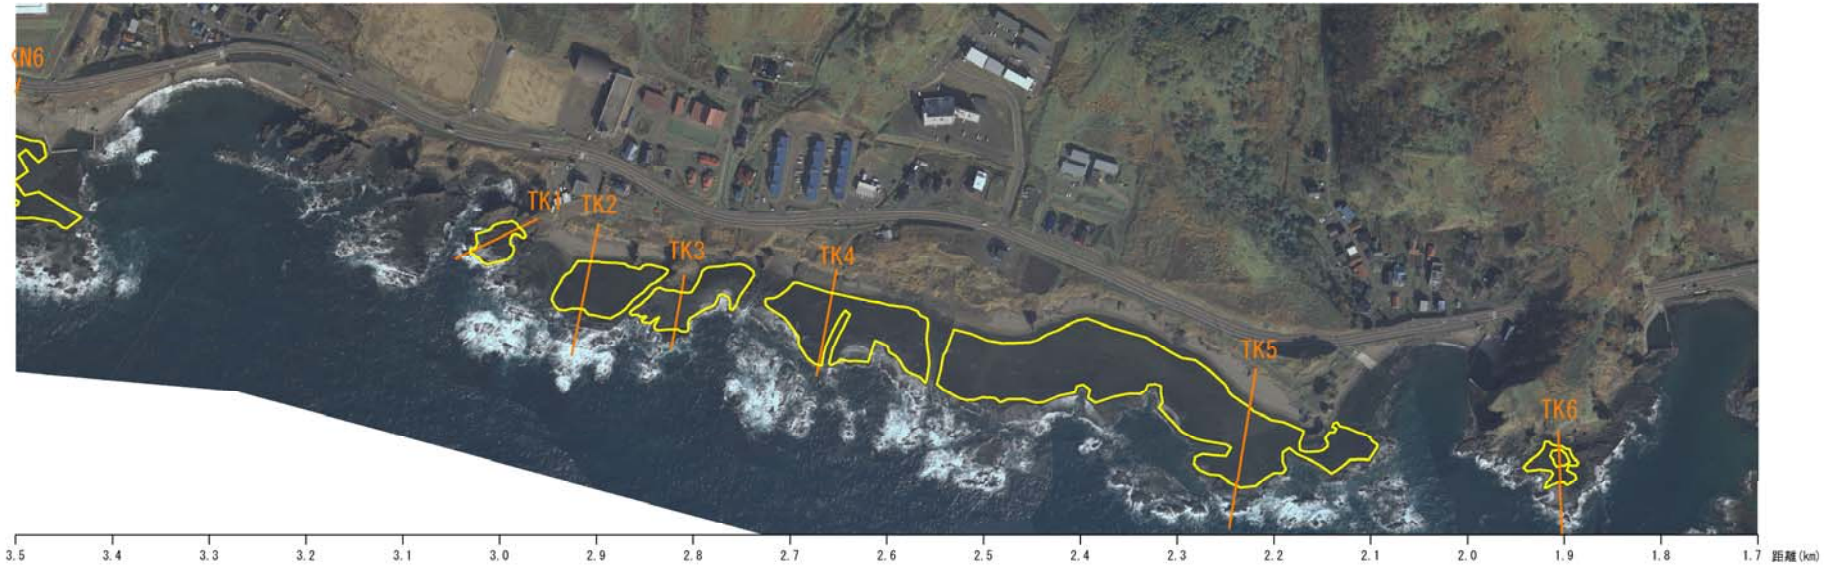 KN6
TK1
TK2
TK3
TK4
TK5
TK6
3.5 3.4 3.3 3.2 3.1 3.0 2.9 2.8 2.7 2.6 2.5 2.4 2.3 2.2 2.1 2.0 1.9 1.8 1.7 距離(km)